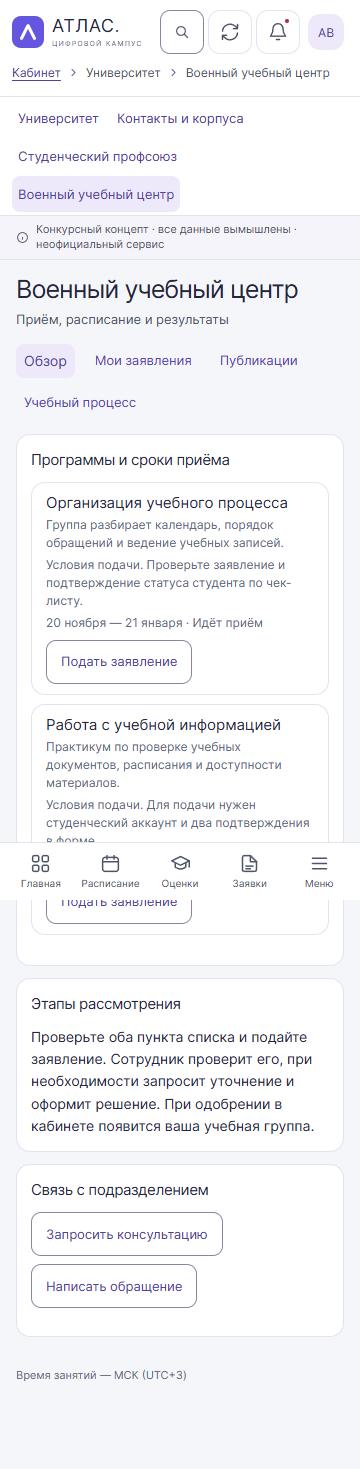 АТЛАС.
ЦИФРОВОЙ КАМПУС
АВ
Кабинет > Университет > Военный учебный центр
Университет Контакты и корпуса
Студенческий профсоюз
Военный учебный центр
Конкурсный концепт · все данные вымышлены ·
неофициальный сервис
Военный учебный центр
Приём, расписание и результаты
Обзор Мои заявления Публикации
Учебный процесс
Программы и сроки приёма
Организация учебного процесса
Группа разбирает календарь, порядок
обращений и ведение учебных записей.
Условия подачи. Проверьте заявление и
подтверждение статуса студента по чек-
листу.
20 ноября — 21 января · Идёт приём
Подать заявление
Работа с учебной информацией
Практикум по проверке учебных
документов, расписания и доступности
материалов.
Условия подачи. Для подачи нужен
студенческий аккаунт и два подтверждения
в форме.
Главная Расписание Оценки Заявки Меню
Подать заявление
Этапы рассмотрения
Проверьте оба пункта списка и подайте
заявление. Сотрудник проверит его, при
необходимости запросит уточнение и
оформит решение. При одобрении в
кабинете появится ваша учебная группа.
Связь с подразделением
Запросить консультацию
Написать обращение
Время занятий — МСК (UTC+3)